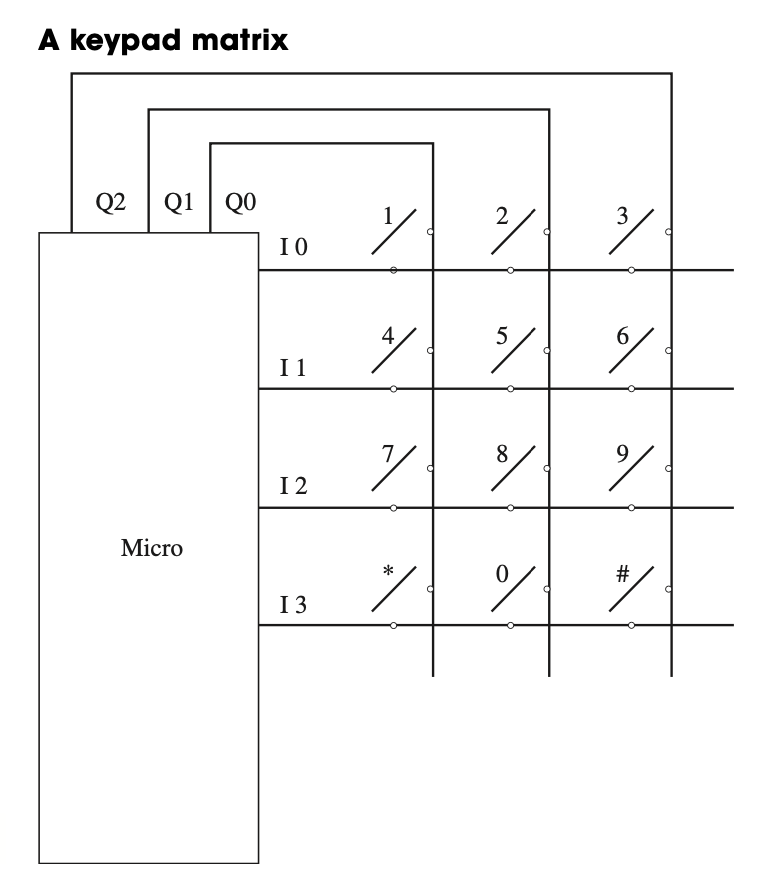 A keypad matrix
Q2 Q1 Q0
1 2 3
I 0
4 5 6
I 1
7 8 9
I 2
Micro
* 0 #
I 3